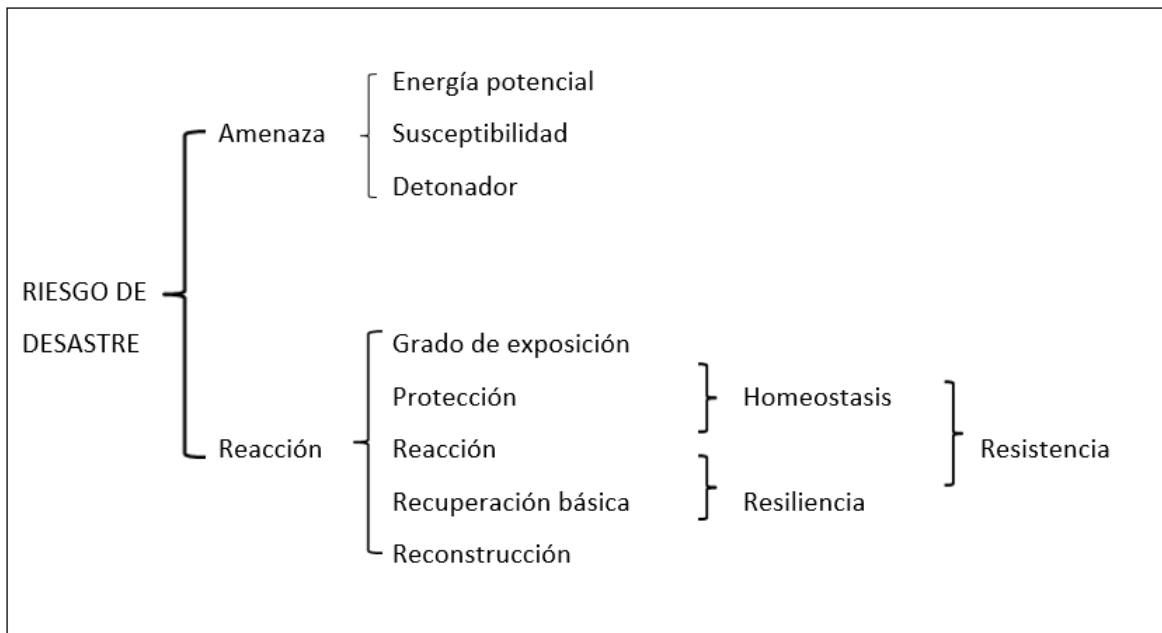 Energía potencial
Amenaza
Susceptibilidad
Detonador
RIESGO DE
DESASTRE
Grado de exposición
Protección
Homeostasis
Reacción
Reacción
Resistencia
Recuperación básica
Resiliencia
Reconstrucción